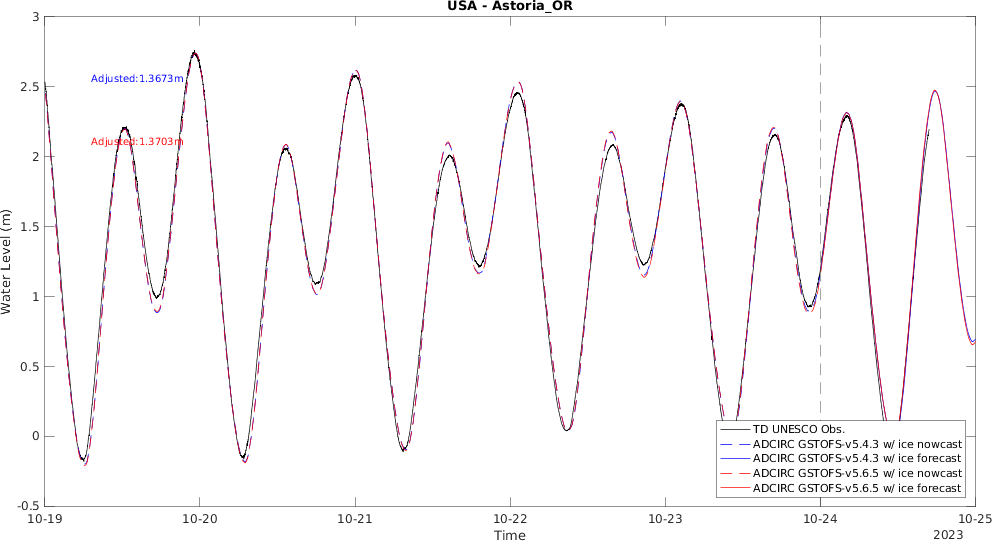 USA - Astoria_OR
3
2.5
2
1.5
1
0.5
0
-0.5
Water Level (m)
Adjusted:1.3673m
Adjusted:1.3703m
TD UNESCO Obs.
ADCIRC GSTOFS-v5.4.3 w/ ice nowcast
ADCIRC GSTOFS-v5.4.3 w/ ice forecast
ADCIRC GSTOFS-v5.6.5 w/ ice nowcast
ADCIRC GSTOFS-v5.6.5 w/ ice forecast
10-19 10-20 10-21 10-22 10-23 10-24 10-25
Time
2023